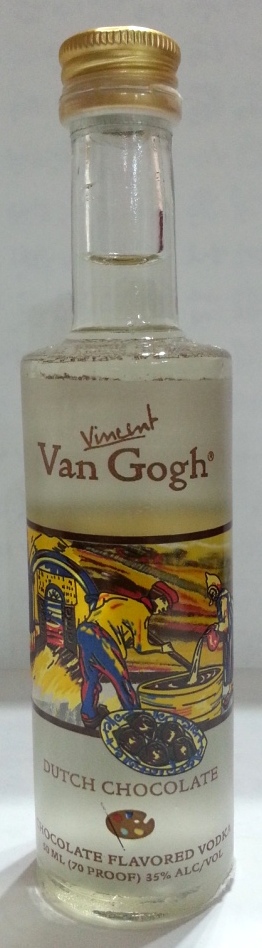 Vincent
Van Gogh®
DUTCH CHOCOLATE
CHOCOLATE FLAVORED VODKA
50 ML (70 PROOF) 35% ALC/VOL